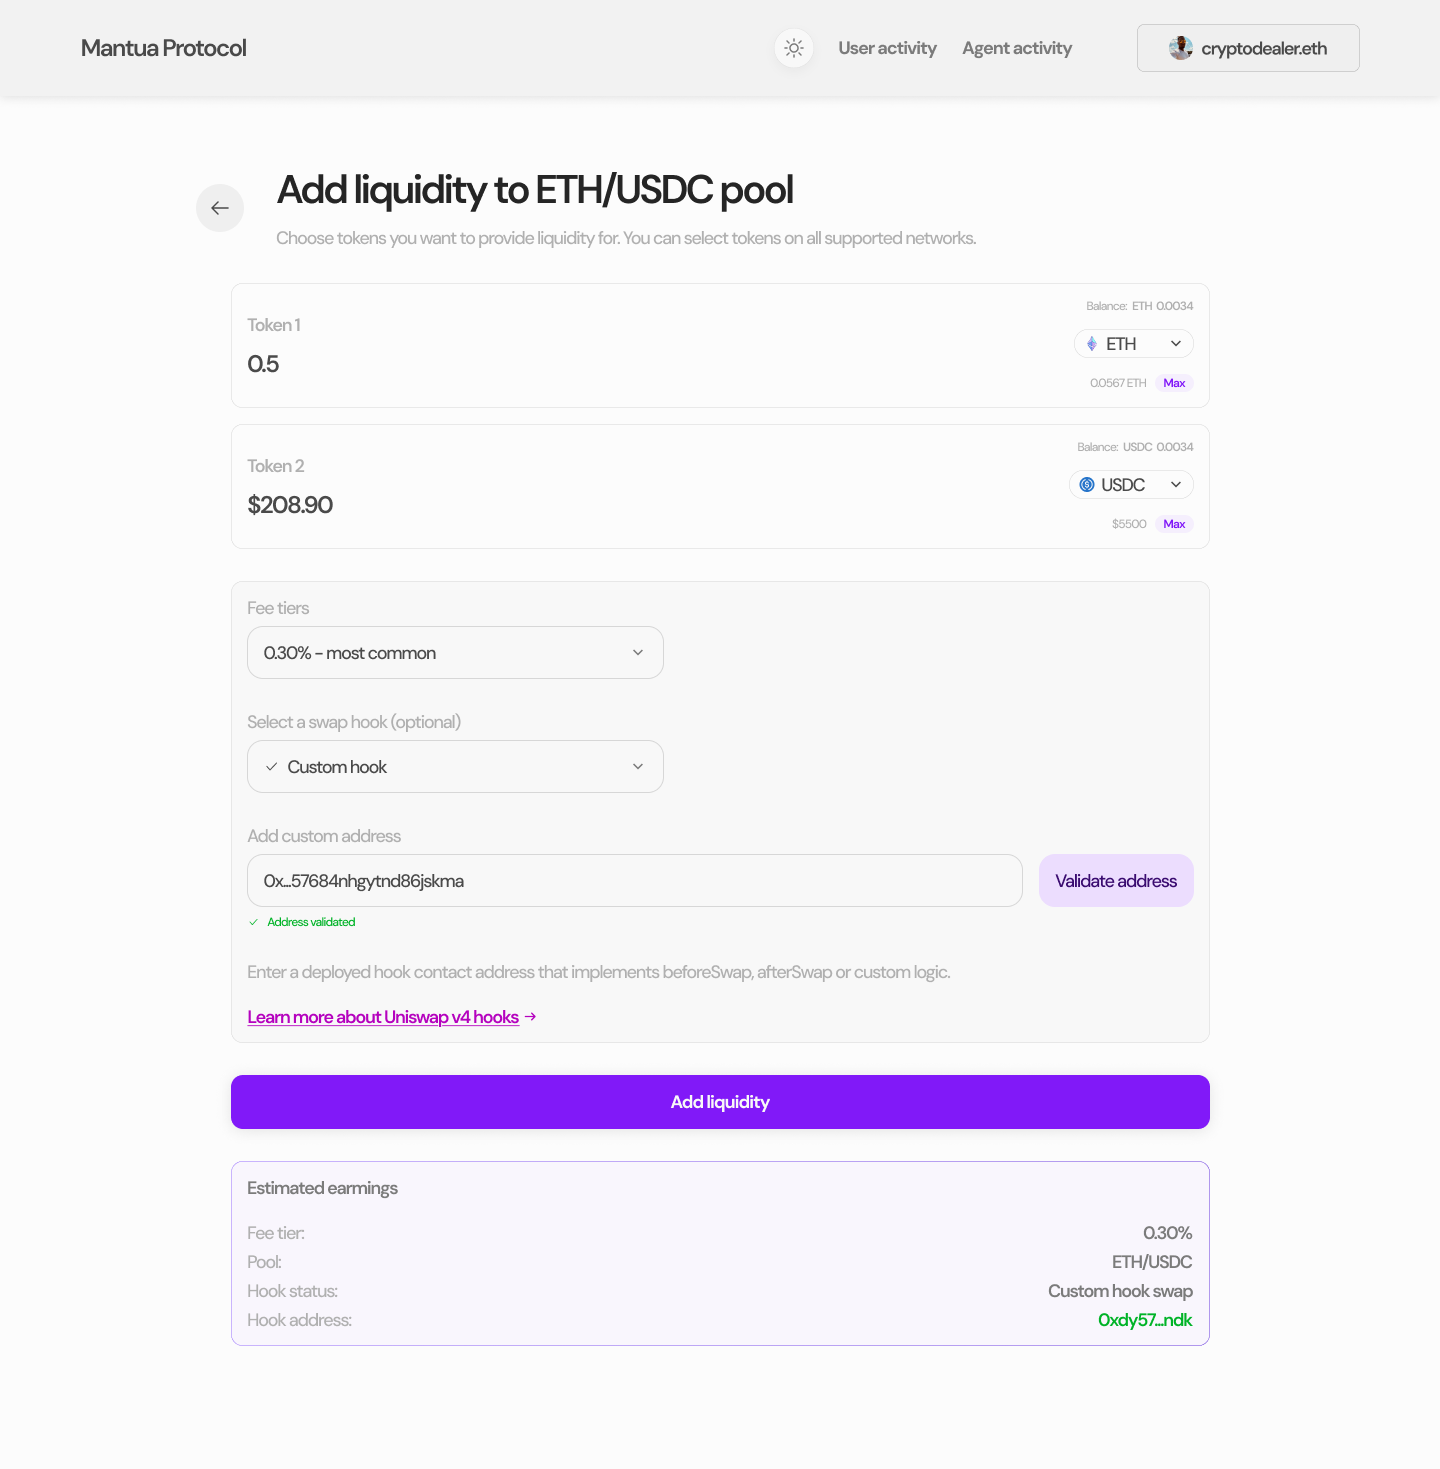 Mantua Protocol
User activity
Agent activity
cryptodealer.eth
Add liquidity to ETH/USDC pool
Choose tokens you want to provide liquidity for. You can select tokens on all supported networks.
Token 1
0.5
Balance: ETH 0.0034
ETH
0.0567 ETH Max
Token 2
$208.90
Balance: USDC 0.0034
USDC
$5500 Max
Fee tiers
0.30% - most common
Select a swap hook (optional)
Custom hook
Add custom address
0x...57684nhgytnd86jskma
Validate address
Address validated
Enter a deployed hook contact address that implements beforeSwap, afterSwap or custom logic.
Learn more about Uniswap v4 hooks →
Add liquidity
Estimated earmings
Fee tier: 0.30%
Pool: ETH/USDC
Hook status: Custom hook swap
Hook address: 0xdy57...ndk